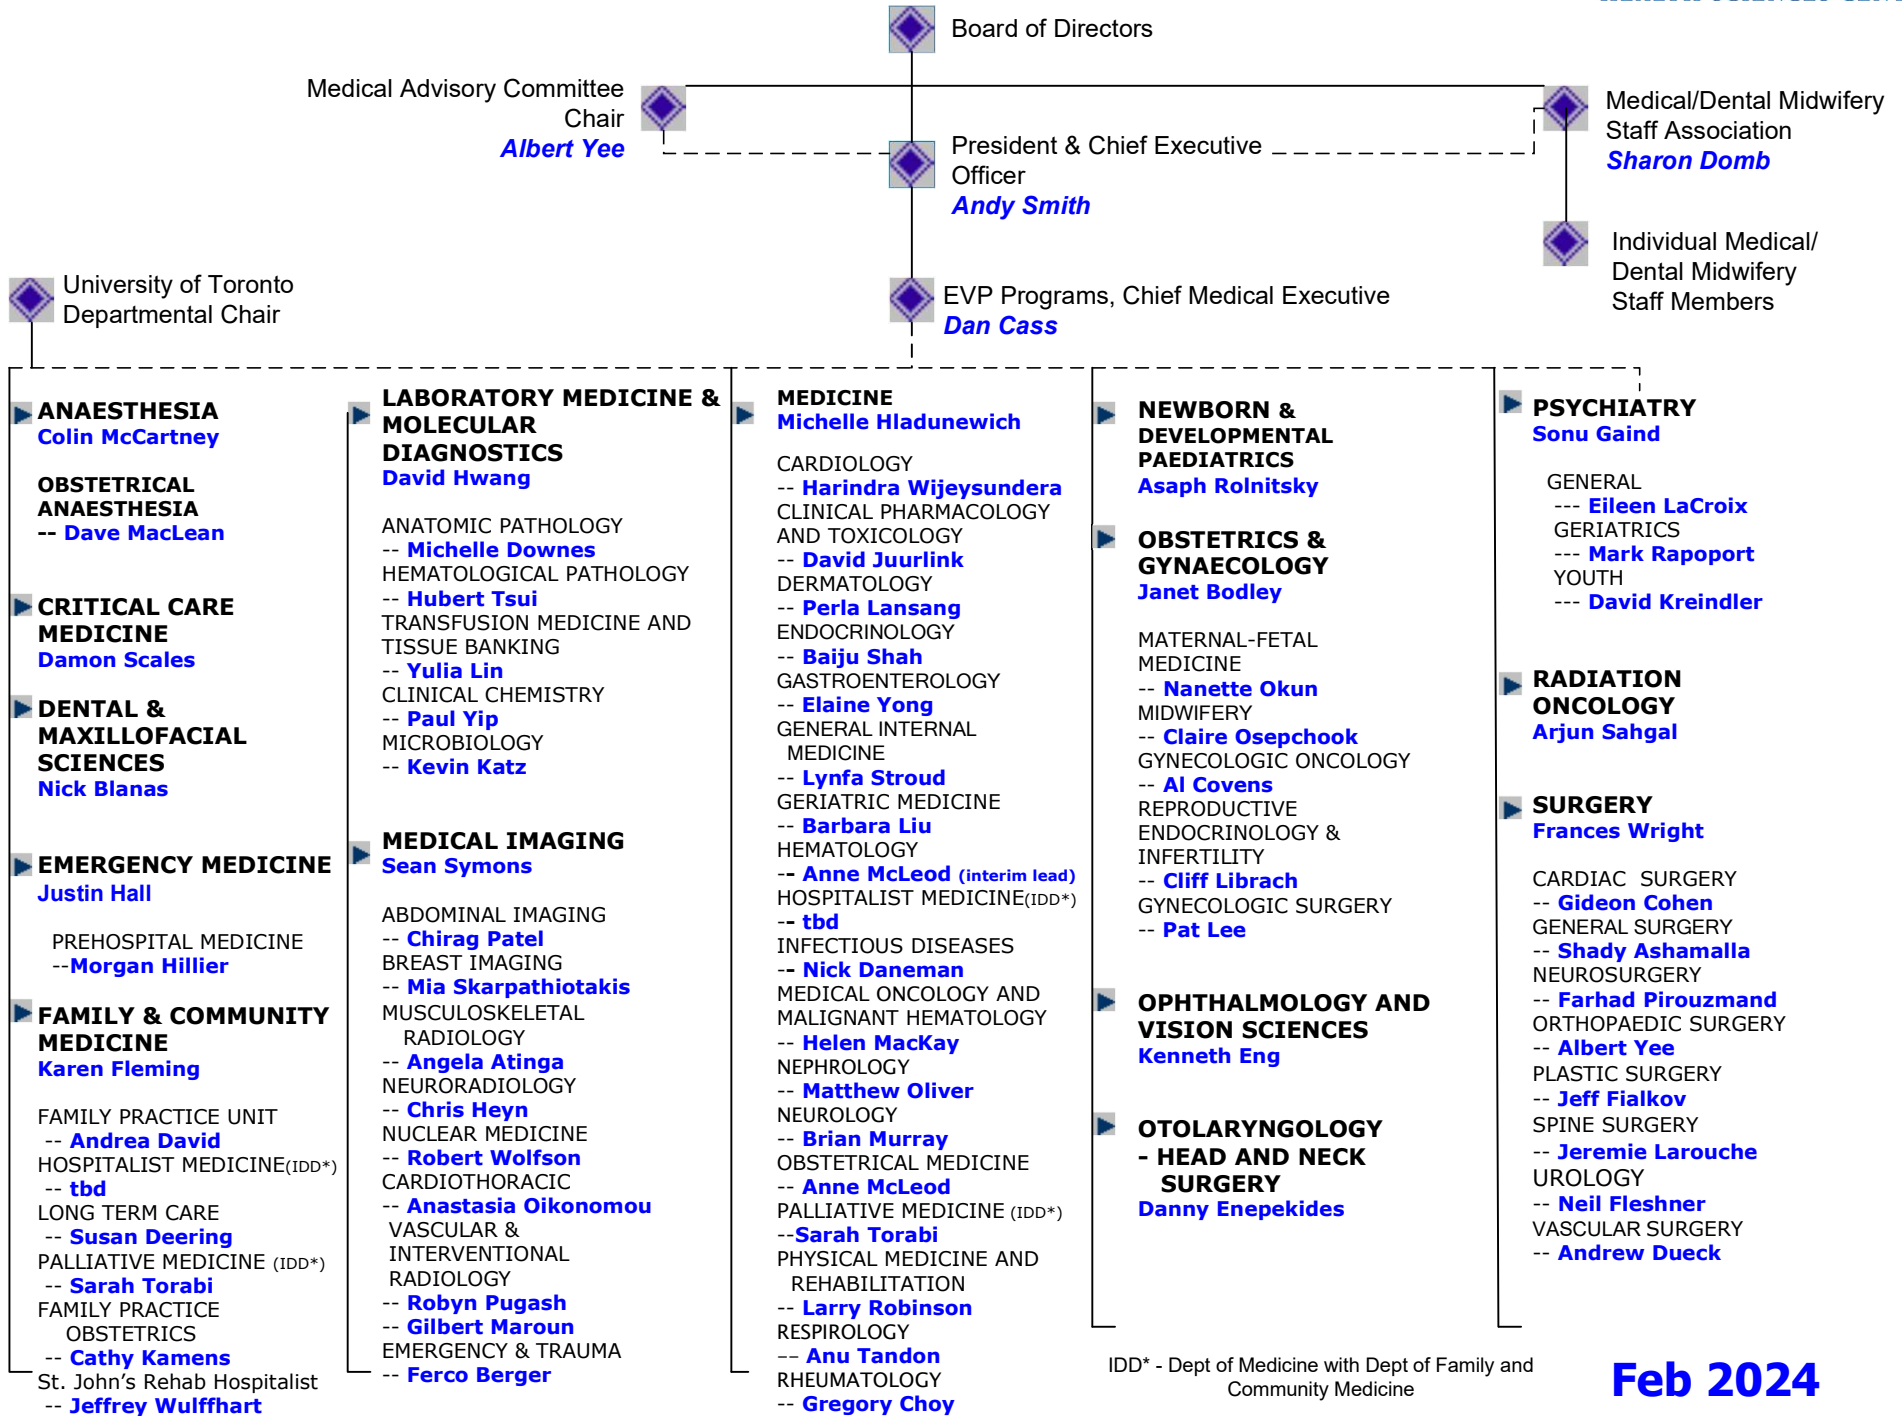 Board of Directors
Medical Advisory Committee
Chair
Albert Yee
Medical/Dental Midwifery
Staff Association
Sharon Domb
President & Chief Executive
Officer
Andy Smith
Individual Medical/
Dental Midwifery
Staff Members
University of Toronto
Departmental Chair
EVP Programs, Chief Medical Executive
Dan Cass
ANAESTHESIA
Colin McCartney
OBSTETRICAL
ANAESTHESIA
-- Dave MacLean
CRITICAL CARE
MEDICINE
Damon Scales
DENTAL &
MAXILLOFACIAL
SCIENCES
Nick Blanas
EMERGENCY MEDICINE
Justin Hall
PREHOSPITAL MEDICINE
--Morgan Hillier
FAMILY & COMMUNITY
MEDICINE
Karen Fleming
FAMILY PRACTICE UNIT
-- Andrea David
HOSPITALIST MEDICINE(IDD*)
-- tbd
LONG TERM CARE
-- Susan Deering
PALLIATIVE MEDICINE (IDD*)
-- Sarah Torabi
FAMILY PRACTICE
OBSTETRICS
-- Cathy Kamens
St. John's Rehab Hospitalist
-- Jeffrey Wulffhart
LABORATORY MEDICINE &
MOLECULAR
DIAGNOSTICS
David Hwang
ANATOMIC PATHOLOGY
-- Michelle Downes
HEMATOLOGICAL PATHOLOGY
-- Hubert Tsui
TRANSFUSION MEDICINE AND
TISSUE BANKING
-- Yulia Lin
CLINICAL CHEMISTRY
-- Paul Yip
MICROBIOLOGY
-- Kevin Katz
MEDICAL IMAGING
Sean Symons
ABDOMINAL IMAGING
-- Chirag Patel
BREAST IMAGING
-- Mia Skarpathiotakis
MUSCULOSKELETAL
RADIOLOGY
-- Angela Atinga
NEURORADIOLOGY
-- Chris Heyn
NUCLEAR MEDICINE
-- Robert Wolfson
CARDIOTHORACIC
-- Anastasia Oikonomou
VASCULAR &
INTERVENTIONAL
RADIOLOGY
-- Robyn Pugash
-- Gilbert Maroun
EMERGENCY & TRAUMA
-- Ferco Berger
MEDICINE
Michelle Hladunewich
CARDIOLOGY
-- Harindra Wijeysundera
CLINICAL PHARMACOLOGY
AND TOXICOLOGY
-- David Juurlink
DERMATOLOGY
-- Perla Lansang
ENDOCRINOLOGY
-- Baiju Shah
GASTROENTEROLOGY
-- Elaine Yong
GENERAL INTERNAL
MEDICINE
-- Lynfa Stroud
GERIATRIC MEDICINE
-- Barbara Liu
HEMATOLOGY
-- Anne McLeod (interim lead)
HOSPITALIST MEDICINE(IDD*)
-- tbd
INFECTIOUS DISEASES
-- Nick Daneman
MEDICAL ONCOLOGY AND
MALIGNANT HEMATOLOGY
-- Helen MacKay
NEPHROLOGY
-- Matthew Oliver
NEUROLOGY
-- Brian Murray
OBSTETRICAL MEDICINE
-- Anne McLeod
PALLIATIVE MEDICINE (IDD*)
--Sarah Torabi
PHYSICAL MEDICINE AND
REHABILITATION
-- Larry Robinson
RESPIROLOGY
-- Anu Tandon
RHEUMATOLOGY
-- Gregory Choy
NEWBORN &
DEVELOPMENTAL
PAEDIATRICS
Asaph Rolnitsky
OBSTETRICS &
GYNAECOLOGY
Janet Bodley
MATERNAL-FETAL
MEDICINE
-- Nanette Okun
MIDWIFERY
-- Claire Osepchook
GYNECOLOGIC ONCOLOGY
-- Al Covens
REPRODUCTIVE
ENDOCRINOLOGY &
INFERTILITY
-- Cliff Librach
GYNECOLOGIC SURGERY
-- Pat Lee
OPHTHALMOLOGY AND
VISION SCIENCES
Kenneth Eng
OTOLARYNGOLOGY
- HEAD AND NECK
SURGERY
Danny Enepekides
PSYCHIATRY
Sonu Gaind
GENERAL
--- Eileen LaCroix
GERIATRICS
--- Mark Rapoport
YOUTH
--- David Kreindler
RADIATION
ONCOLOGY
Arjun Sahgal
SURGERY
Frances Wright
CARDIAC SURGERY
-- Gideon Cohen
GENERAL SURGERY
-- Shady Ashamalla
NEUROSURGERY
-- Farhad Pirouzmand
ORTHOPAEDIC SURGERY
-- Albert Yee
PLASTIC SURGERY
-- Jeff Fialkov
SPINE SURGERY
-- Jeremie Larouche
UROLOGY
-- Neil Fleshner
VASCULAR SURGERY
-- Andrew Dueck
IDD* - Dept of Medicine with Dept of Family and
Community Medicine
Feb 2024